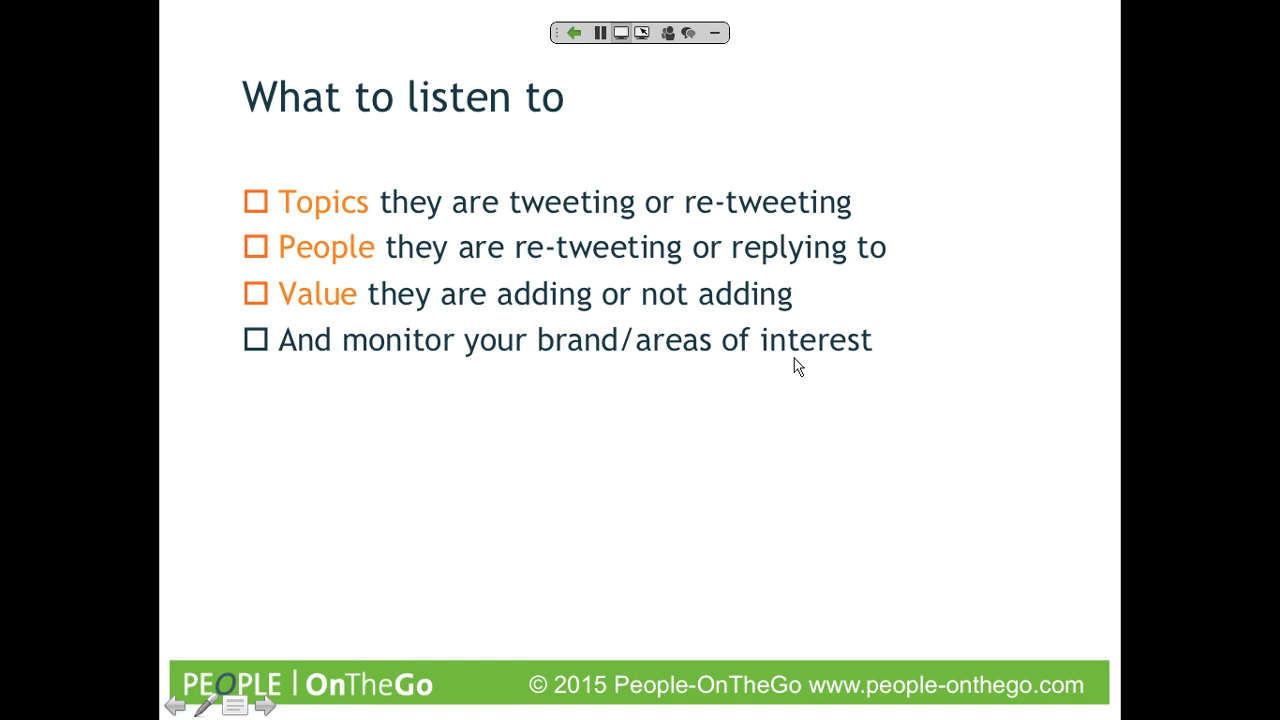 What to listen to
Topics they are tweeting or re-tweeting
People they are re-tweeting or replying to
Value they are adding or not adding
And monitor your brand/areas of interest
PEOPLE | OnTheGo © 2015 People-OnTheGo www.people-onthego.com